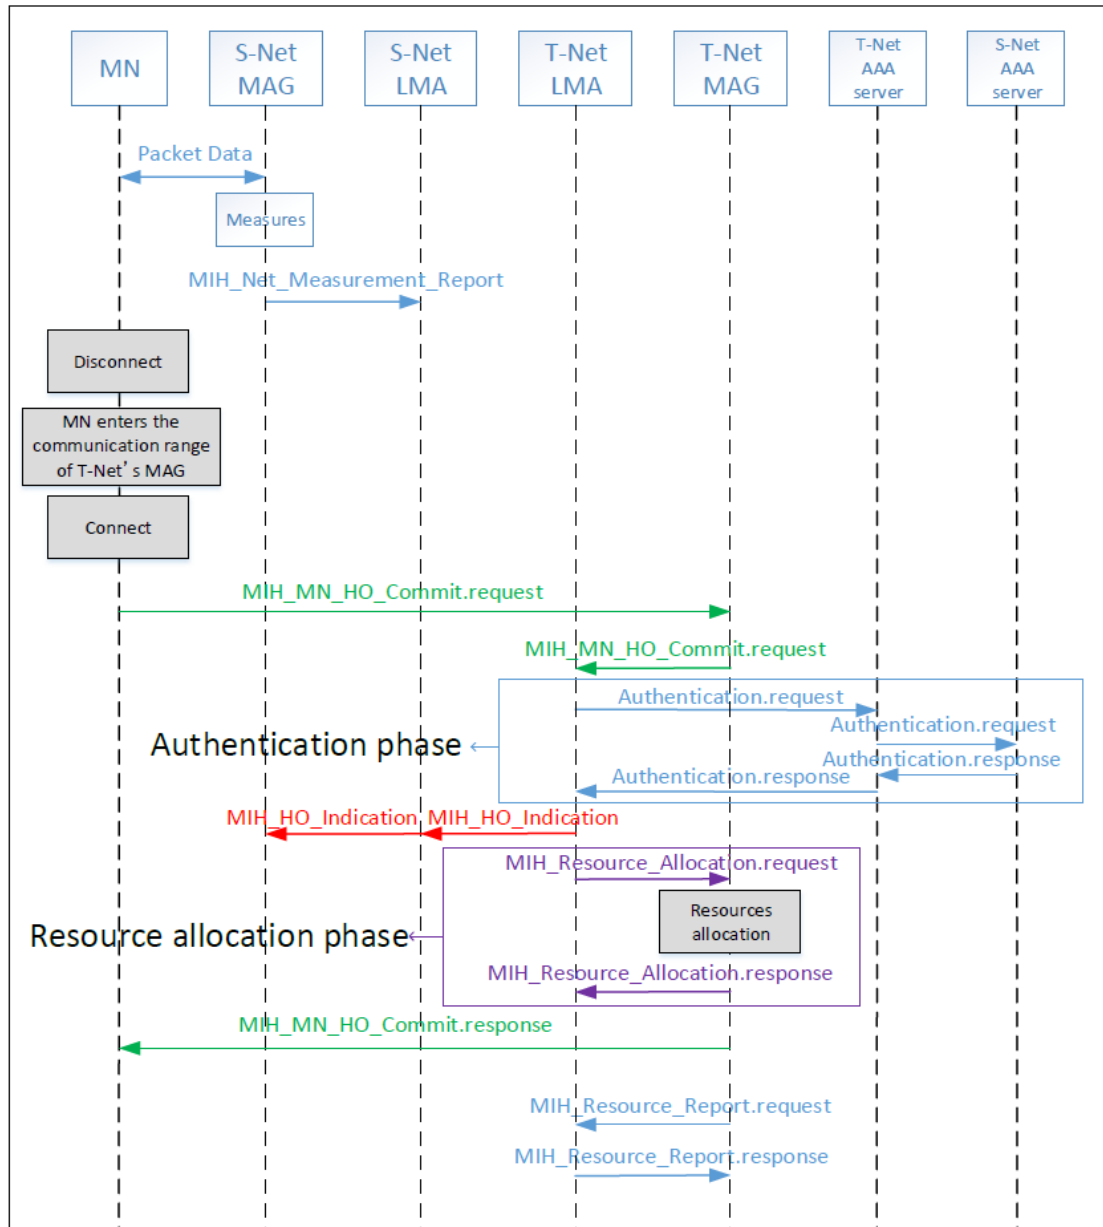 MN
S-Net
MAG
S-Net
LMA
T-Net
LMA
T-Net
MAG
T-Net
AAA
server
S-Net
AAA
server
Packet Data
Measures
MIH_Net_Measurement_Report
Disconnect
MN enters the
communication range
of T-Net's MAG
Connect
MIH_MN_HO_Commit.request
MIH_MN_HO_Commit.request
Authentication.request
Authentication.request
Authentication phase
Authentication.response
Authentication.response
MIH_HO_Indication
MIH_HO_Indication
MIH_Resource_Allocation.request
Resources
allocation
Resource allocation phase
MIH_Resource_Allocation.response
MIH_MN_HO_Commit.response
MIH_Resource_Report.request
MIH_Resource_Report.response